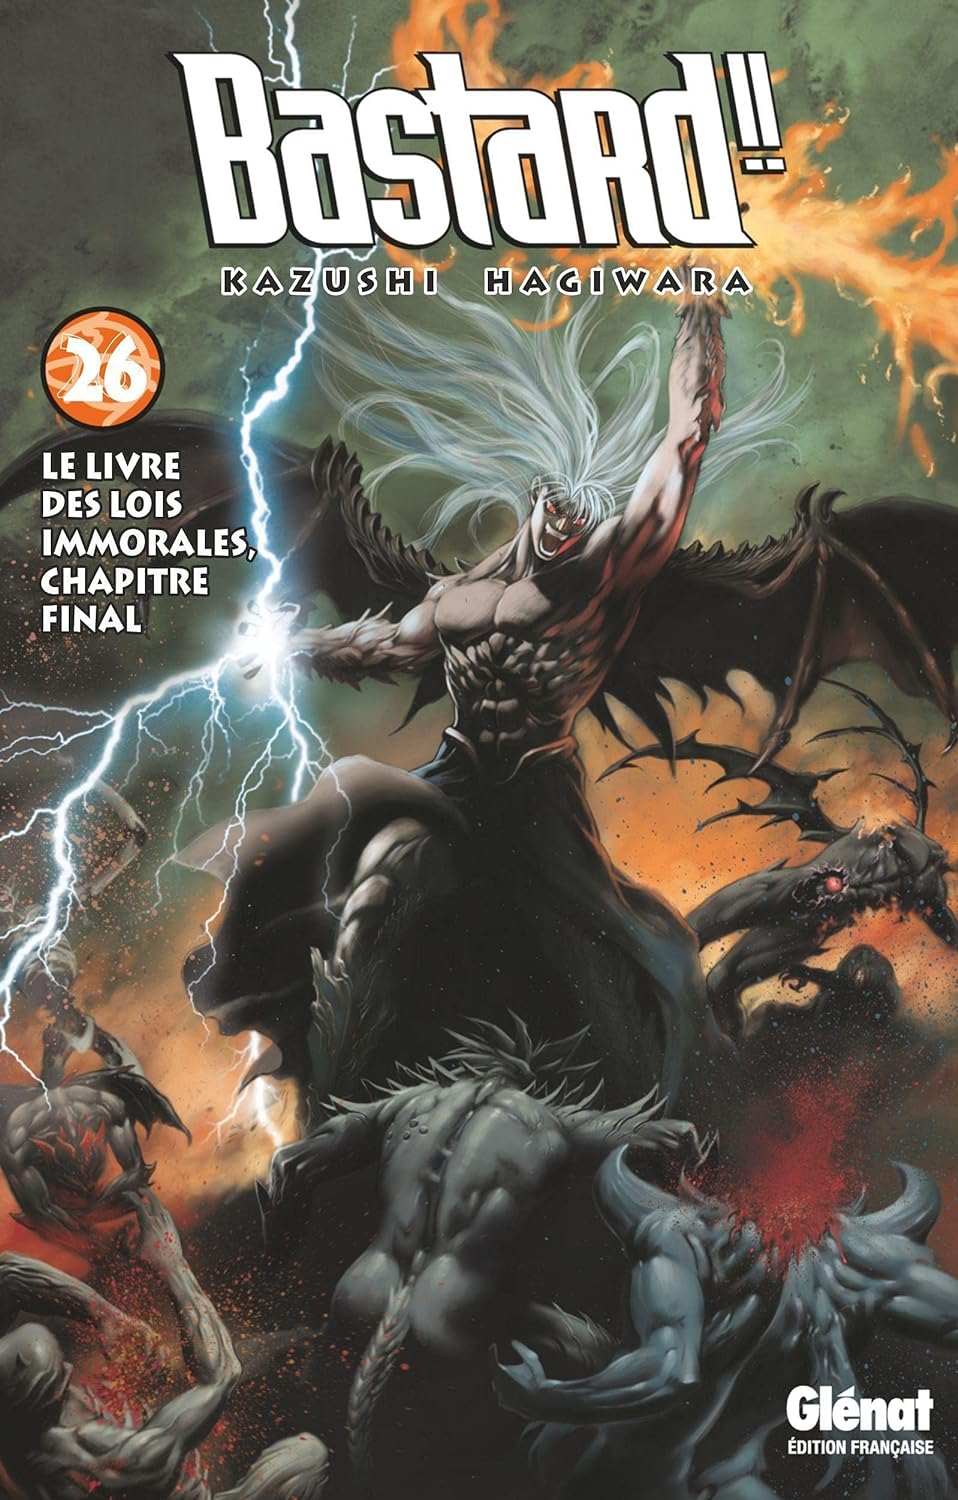 BASTARD!!
KAZUSHI HAGIWARA
26
LE LIVRE
DES LOIS
IMMORALES,
CHAPITRE
FINAL
Glénat
ÉDITION FRANÇAISE